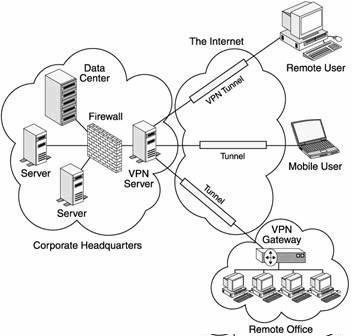 The Internet
Remote User
Data
Center
VPN Tunnel
Firewall
Server
VPN
Server
Tunnel
Mobile User
Server
Tunnel
Corporate Headquarters
VPN
Gateway
Remote Office